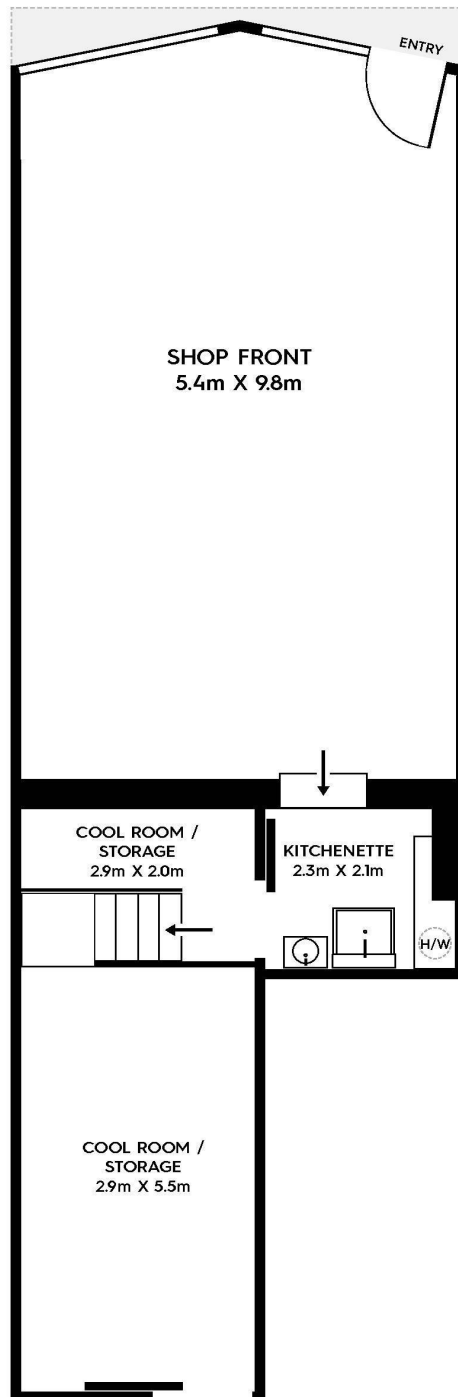 ENTRY
SHOP FRONT
5.4m X 9.8m
COOL ROOM /
STORAGE
2.9m X 2.0m
KITCHENETTE
2.3m X 2.1m
H/W
COOL ROOM /
STORAGE
2.9m X 5.5m